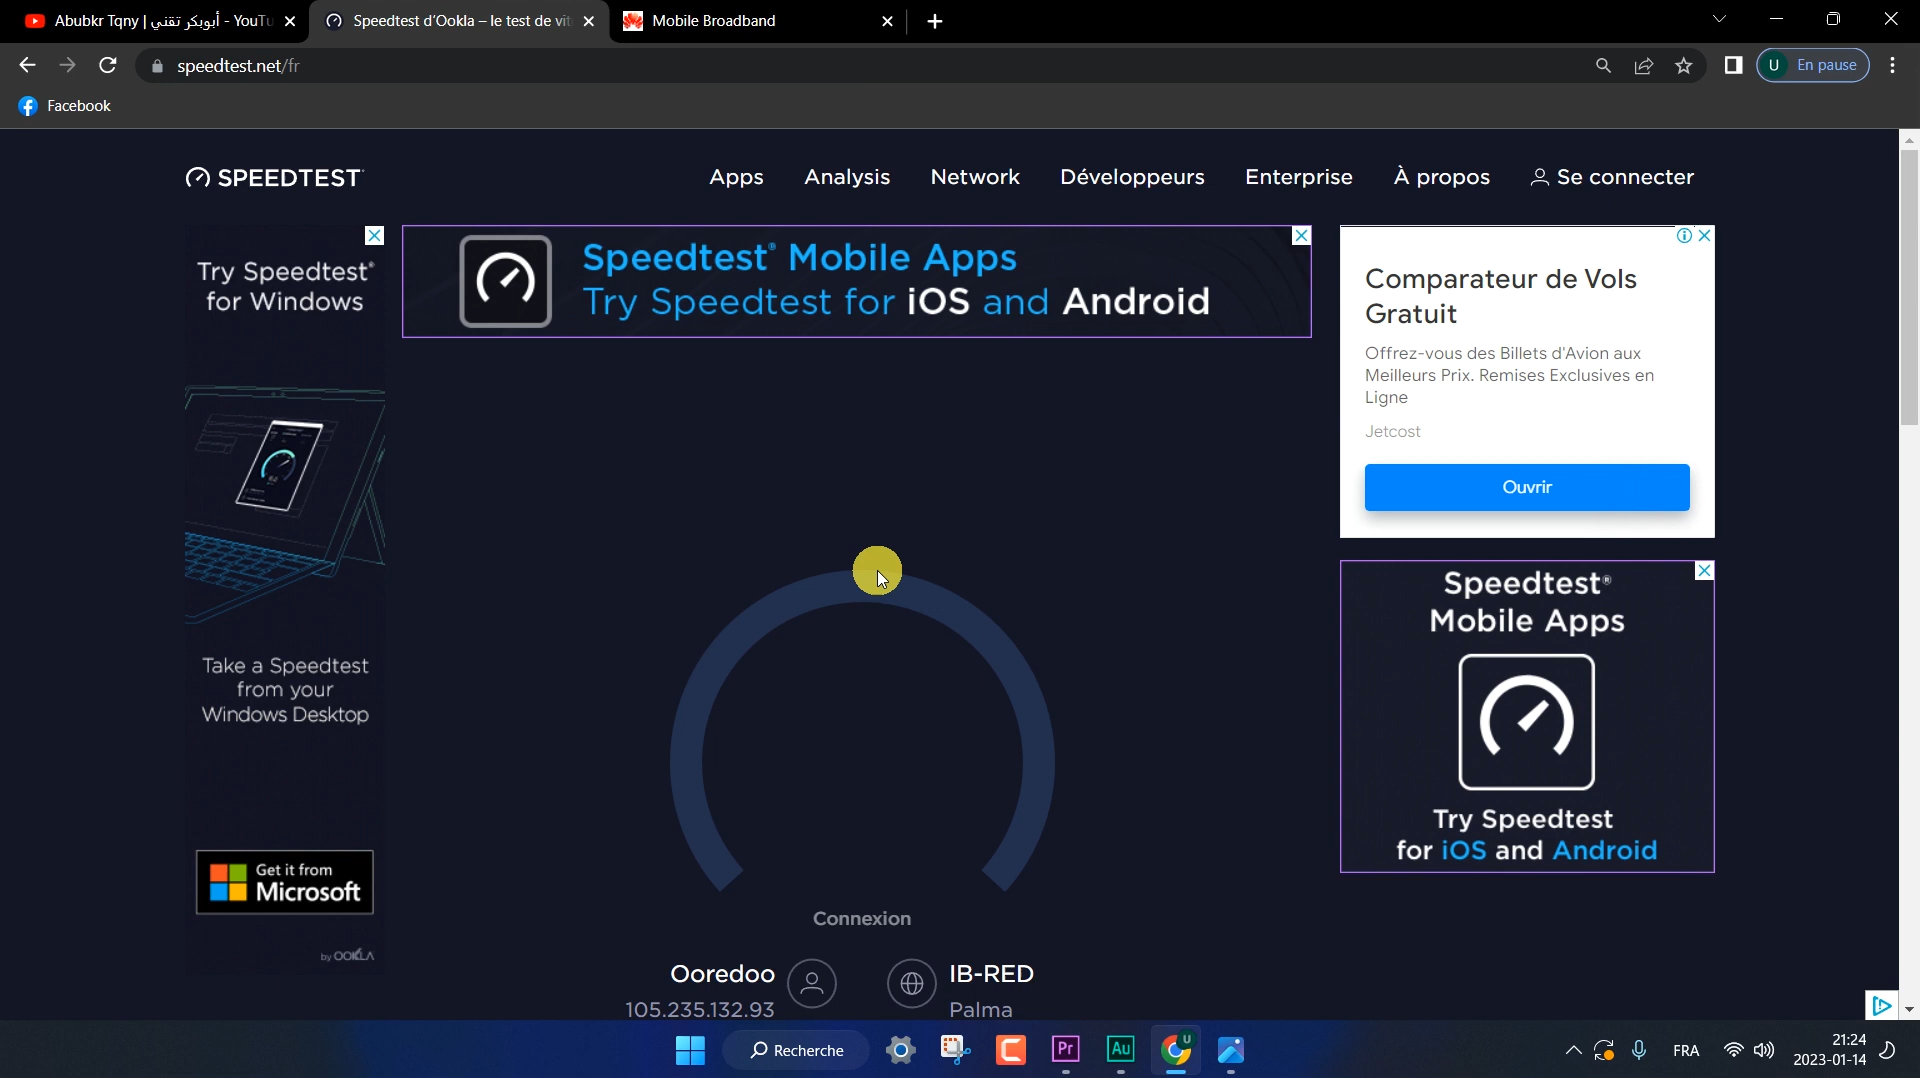 Abubkr Tqny | أبوبكر تقني - YouTu
Speedtest d'Ookla – le test de vit
Mobile Broadband
speedtest.net/fr
U
En pause
Facebook
SPEEDTEST
Apps
Analysis
Network
Développeurs
Enterprise
À propos
Se connecter
Try Speedtest®
for Windows
Take a Speedtest
from your
Windows Desktop
Get it from
Microsoft
by OOKLA
Speedtest® Mobile Apps
Try Speedtest for iOS and Android
Comparateur de Vols
Gratuit
Offrez-vous des Billets d'Avion aux
Meilleurs Prix. Remises Exclusives en
Ligne
Jetcost
Ouvrir
Speedtest®
Mobile Apps
Try Speedtest
for iOS and Android
Connexion
Ooredoo
105.235.132.93
IB-RED
Palma
Recherche
Pr
Au
U
FRA
21:24
2023-01-14